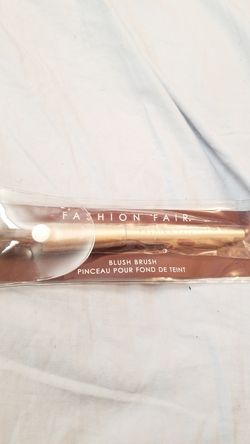 FASHION FAIR
BLUSH BRUSH
PINCEAU POUR FOND DE TEINT